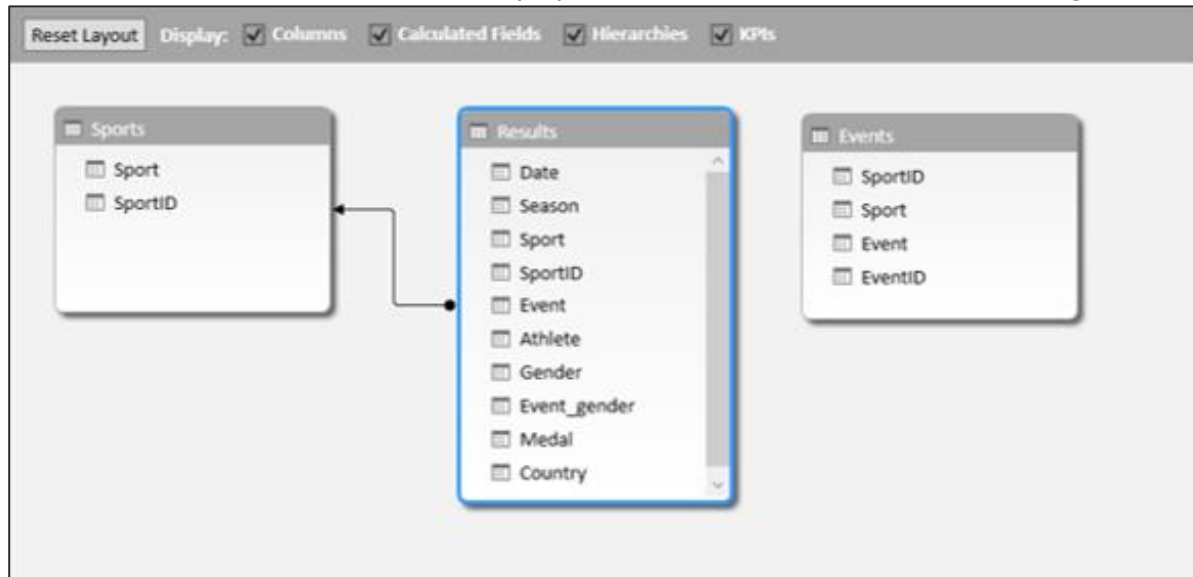 Reset Layout Display: Columns Calculated Fields Hierarchies KPIs
Sports
Sport
SportID
Results
Date
Season
Sport
SportID
Event
Athlete
Gender
Event_gender
Medal
Country
Events
SportID
Sport
Event
EventID